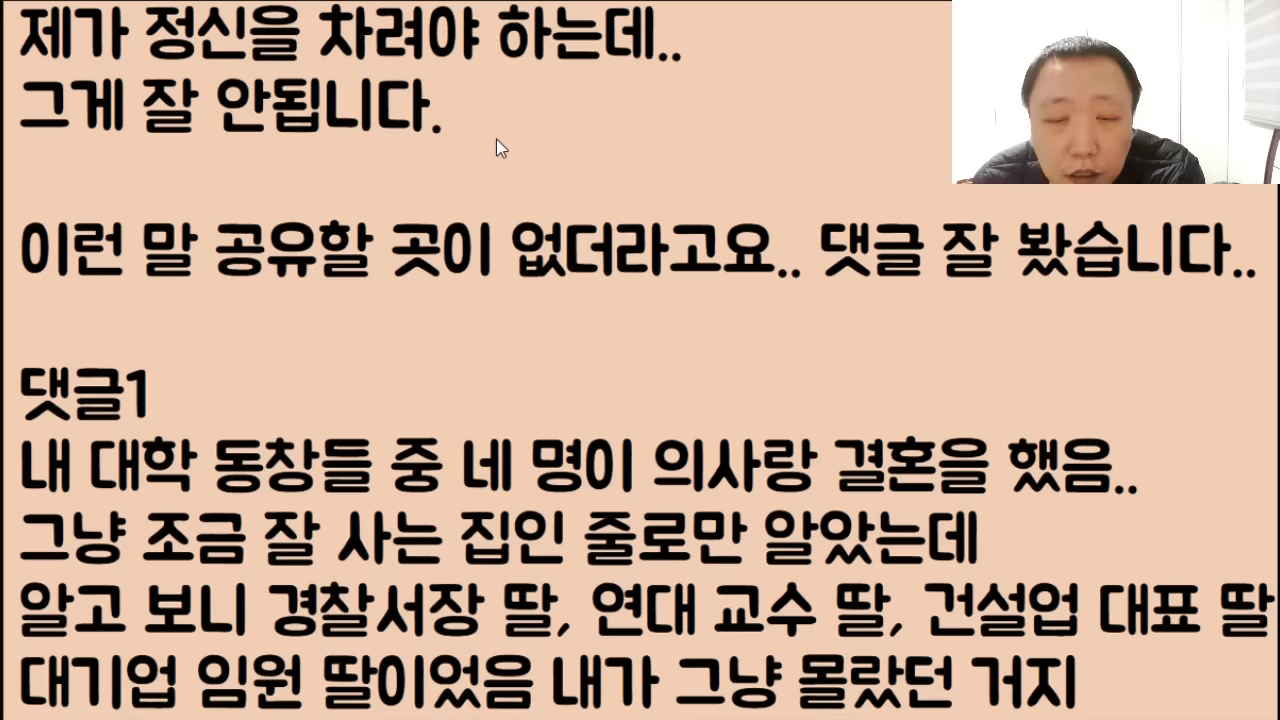 제가 정신을 차려야 하는데..
그게 잘 안됩니다.
이런 말 공유할 곳이 없더라고요.. 댓글 잘 봤습니다..
댓글1
내 대학 동창들 중 네 명이 의사랑 결혼을 했음..
그냥 조금 잘 사는 집인 줄로만 알았는데
알고 보니 경찰서장 딸, 연대 교수 딸, 건설업 대표 딸
대기업 임원 딸이었음 내가 그냥 몰랐던 거지